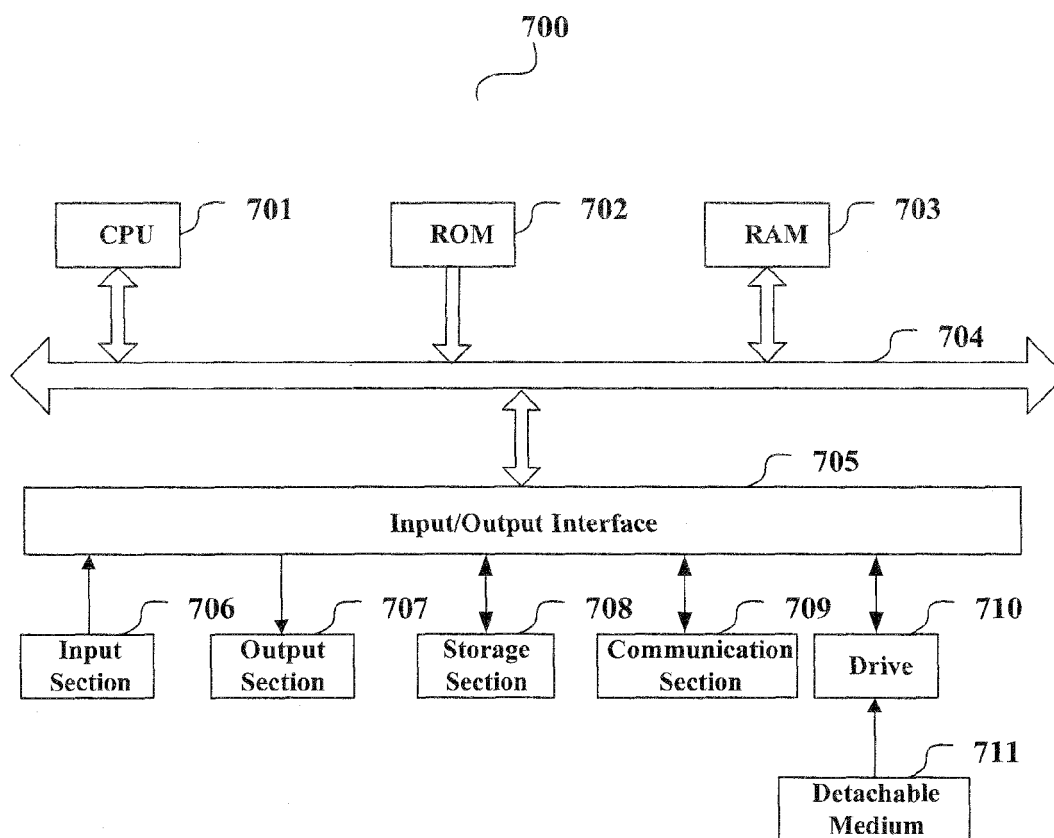 700
CPU 701
ROM 702
RAM 703
704
705
Input/Output Interface
706 707 708 709 710
Input Section
Output Section
Storage Section
Communication Section
Drive
711
Detachable Medium